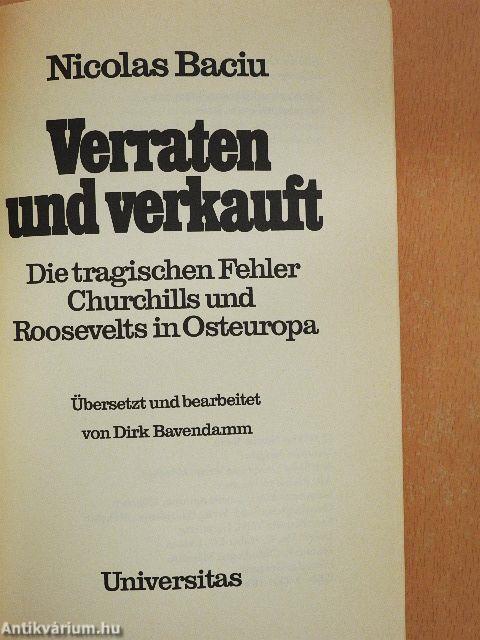 Nicolas Baciu
Verraten
und verkauft
Die tragischen Fehler
Churchills und
Roosevelts in Osteuropa
Übersetzt und bearbeitet
von Dirk Bavendamm
Universitas
Antikvárium.hu